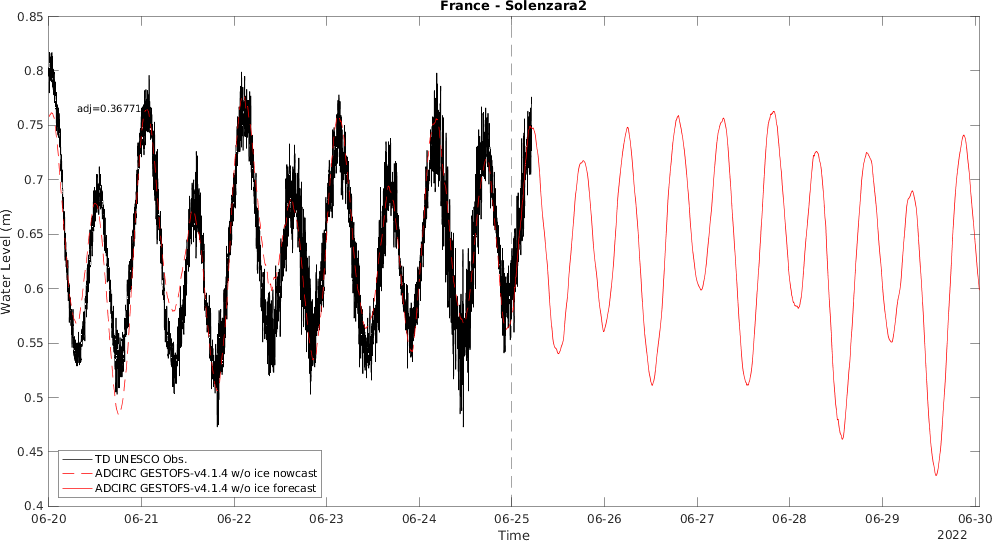 France - Solenzara2
0.85
0.8
0.75
0.7
0.65
0.6
0.55
0.5
0.45
0.4
Water Level (m)
adj=0.36771
TD UNESCO Obs.
ADCIRC GESTOFS-v4.1.4 w/o ice nowcast
ADCIRC GESTOFS-v4.1.4 w/o ice forecast
06-20 06-21 06-22 06-23 06-24 06-25 06-26 06-27 06-28 06-29 06-30
Time
2022